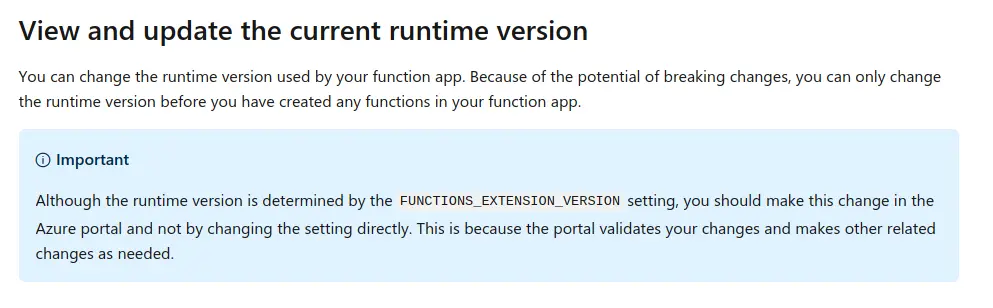 View and update the current runtime version
You can change the runtime version used by your function app. Because of the potential of breaking changes, you can only change
the runtime version before you have created any functions in your function app.
Important
Although the runtime version is determined by the FUNCTIONS_EXTENSION_VERSION setting, you should make this change in the
Azure portal and not by changing the setting directly. This is because the portal validates your changes and makes other related
changes as needed.